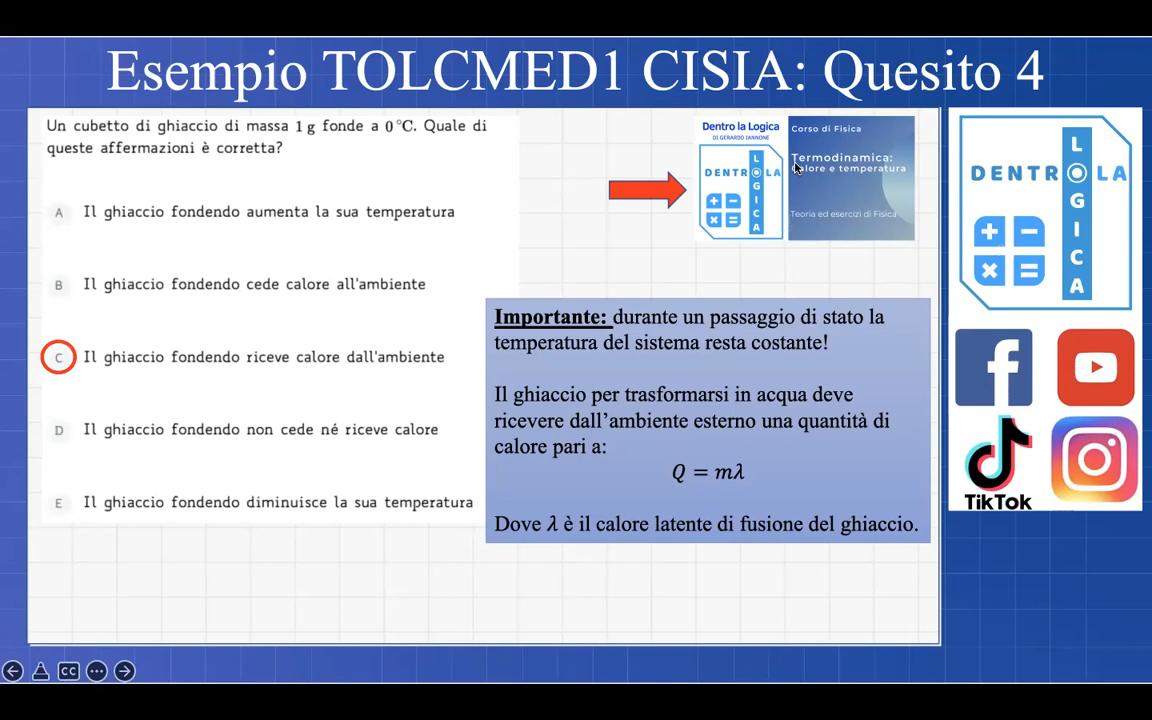 Esempio TOLCMED1 CISIA: Quesito 4
Un cubetto di ghiaccio di massa 1 g fonde a 0 °C. Quale di
queste affermazioni è corretta?
A Il ghiaccio fondendo aumenta la sua temperatura
B Il ghiaccio fondendo cede calore all'ambiente
C Il ghiaccio fondendo riceve calore dall'ambiente
D Il ghiaccio fondendo non cede né riceve calore
E Il ghiaccio fondendo diminuisce la sua temperatura
Dentro la Logica
DI GERARDO IANNONE
DENTRO LA
LOGICA
Corso di Fisica
Termodinamica:
calore e temperatura
Teoria ed esercizi di Fisica
Importante: durante un passaggio di stato la
temperatura del sistema resta costante!
Il ghiaccio per trasformarsi in acqua deve
ricevere dall’ambiente esterno una quantità di
calore pari a:
Q = mλ
Dove λ è il calore latente di fusione del ghiaccio.
DENTRO LA
LOGICA
TikTok
CC